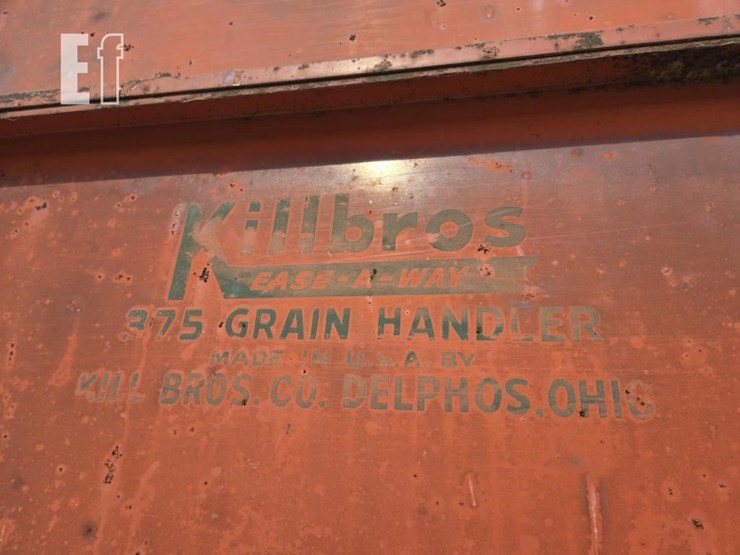 Ef
Killbros
EASE-A-WAY
375 GRAIN HANDLER
MADE IN U.S.A BY
KILL BROS. CO. DELPHOS, OHIO